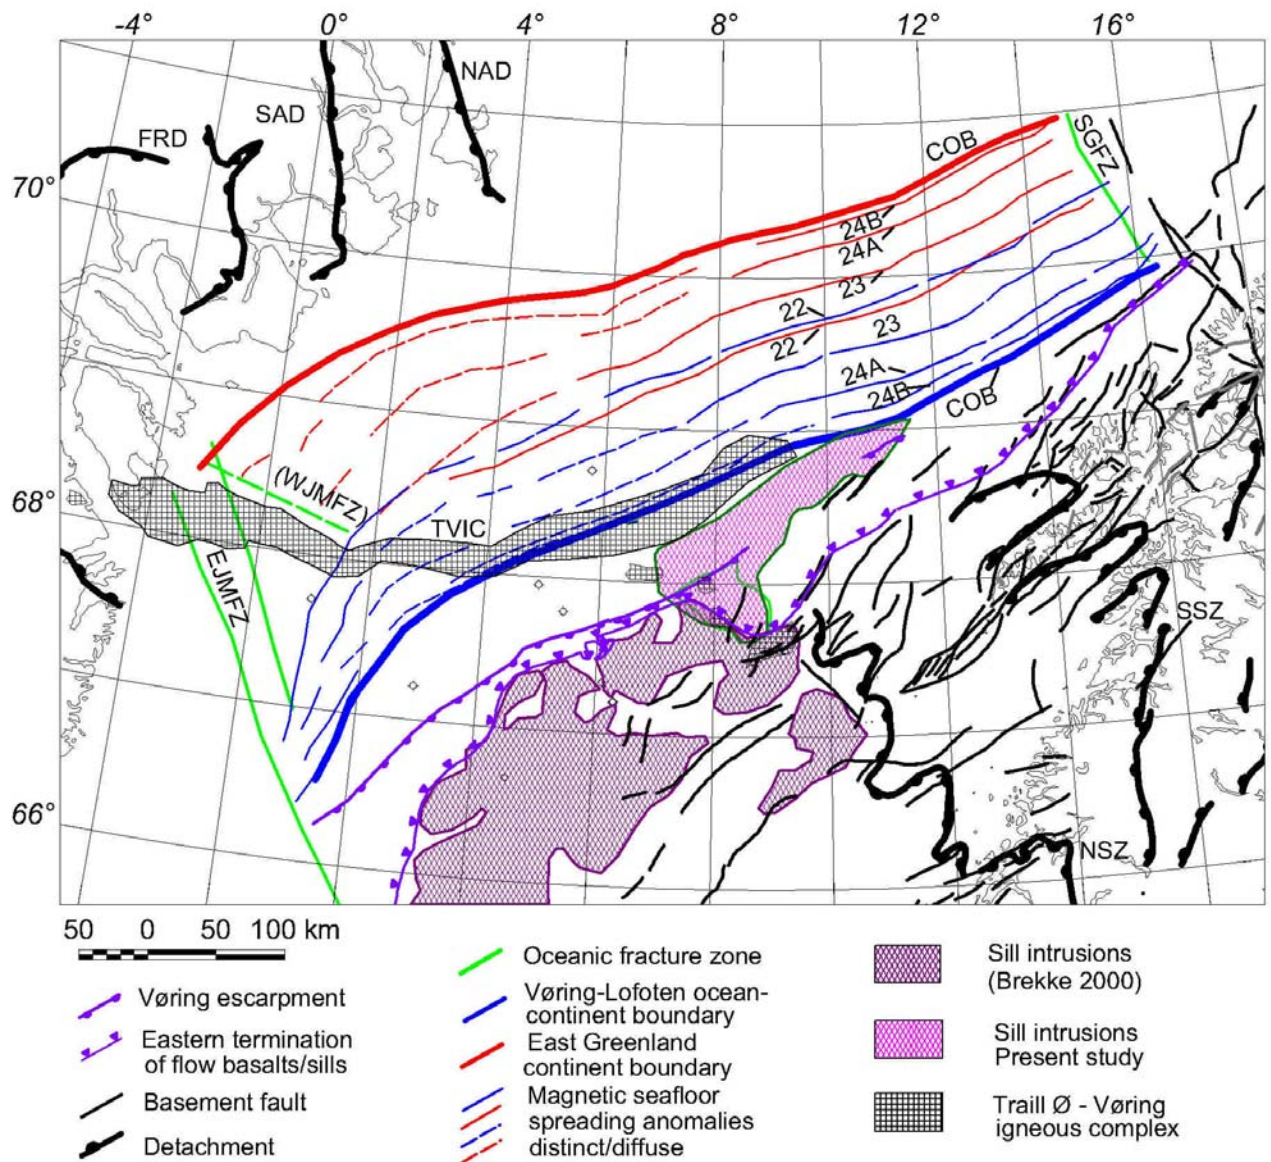 -4° 0° 4° 8° 12° 16°
NAD
SAD
FRD
COB
SGFZ
70°
24B
24A
23
22
23
22
24A
24B
COB
(WJMFZ)
68°
TVIC
EJMFZ
SSZ
66°
NSZ
50 0 50 100 km
Vøring escarpment
Eastern termination
of flow basalts/sills
Basement fault
Detachment
Oceanic fracture zone
Vøring-Lofoten ocean-
continent boundary
East Greenland
continent boundary
Magnetic seafloor
spreading anomalies
distinct/diffuse
Sill intrusions
(Brekke 2000)
Sill intrusions
Present study
Traill Ø - Vøring
igneous complex